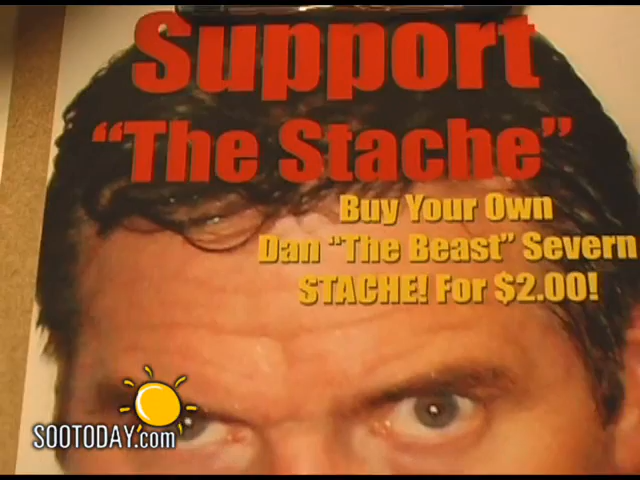 Support
“The Stache”
Buy Your Own
Dan “The Beast” Severn
STACHE! For $2.00!
SOOTODAY.com